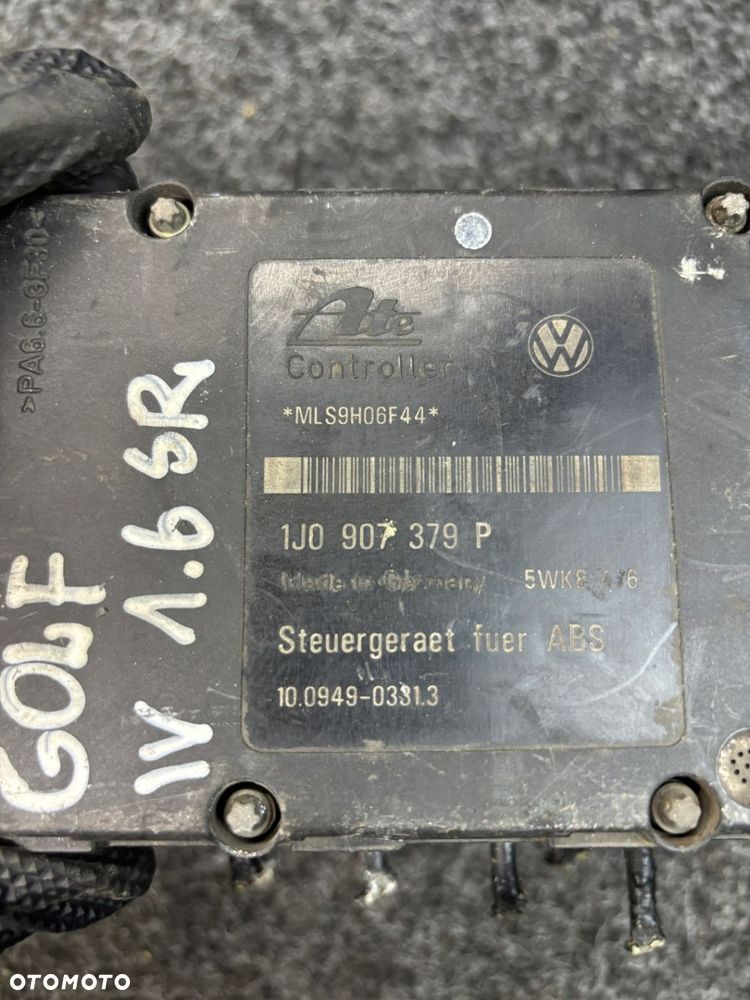 >PA6.6-GF30<
Ate
Controller
*MLS9H06F44*
1J0 907 379 P
Made in Germany
5WK8
Steuergeraet fuer ABS
10.0949-0331.3
GOLF
IV 1.6 SR
OTOMOTO